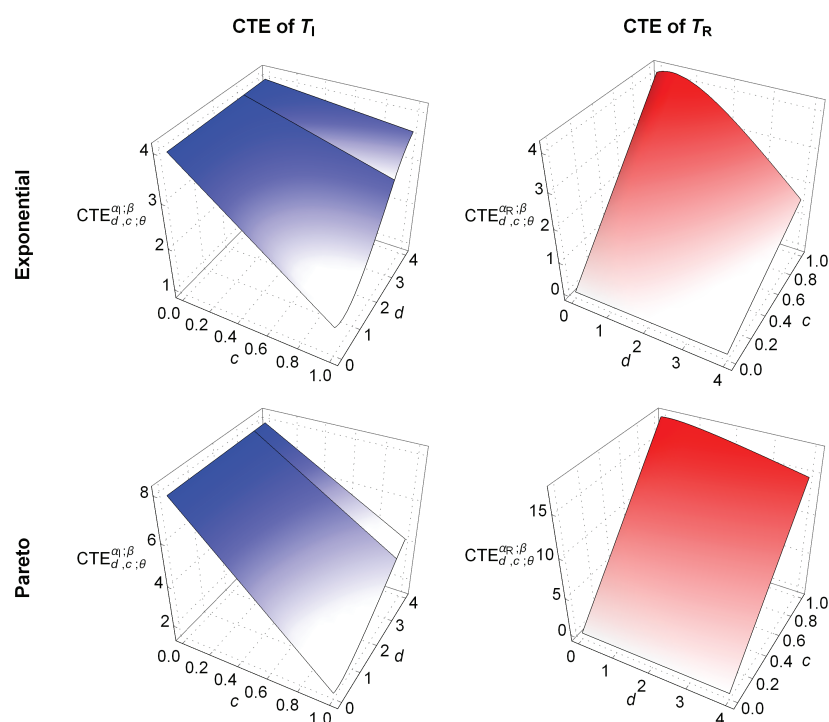 CTE of T_I CTE of T_R
Exponential
CTE^{α_I;β}_{d,c;θ}
4
3
2
1
0.0 0.2 0.4 0.6 0.8 1.0
c
0 1 2 3 4
d
CTE^{α_R;β}_{d,c;θ}
4
3
2
1
0
0 1 2 3 4
d
0.0 0.2 0.4 0.6 0.8 1.0
c
Pareto
CTE^{α_I;β}_{d,c;θ}
8
6
4
2
0.0 0.2 0.4 0.6 0.8 1.0
c
0 1 2 3 4
d
CTE^{α_R;β}_{d,c;θ}
15
10
5
0
0 1 2 3 4
d
0.0 0.2 0.4 0.6 0.8 1.0
c